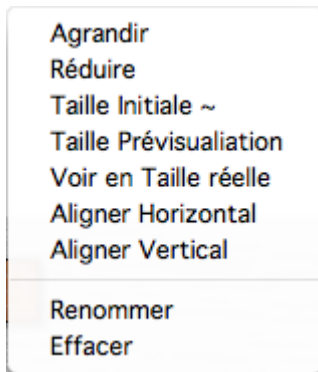 Agrandir
Réduire
Taille Initiale ~
Taille Prévisualiation
Voir en Taille réelle
Aligner Horizontal
Aligner Vertical
Renommer
Effacer